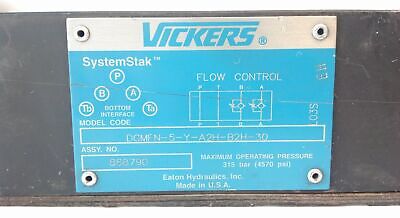 VICKERS®
SystemStak™
P
B A
Tb Ta
BOTTOM
INTERFACE
FLOW CONTROL
P T B A
P T B A
L03S
MODEL CODE
DGMFN-5-Y-A2H-B2H-30
ASSY. NO.
868790
MAXIMUM OPERATING PRESSURE
315 bar (4570 psi)
Eaton Hydraulics, Inc.
Made in U.S.A.